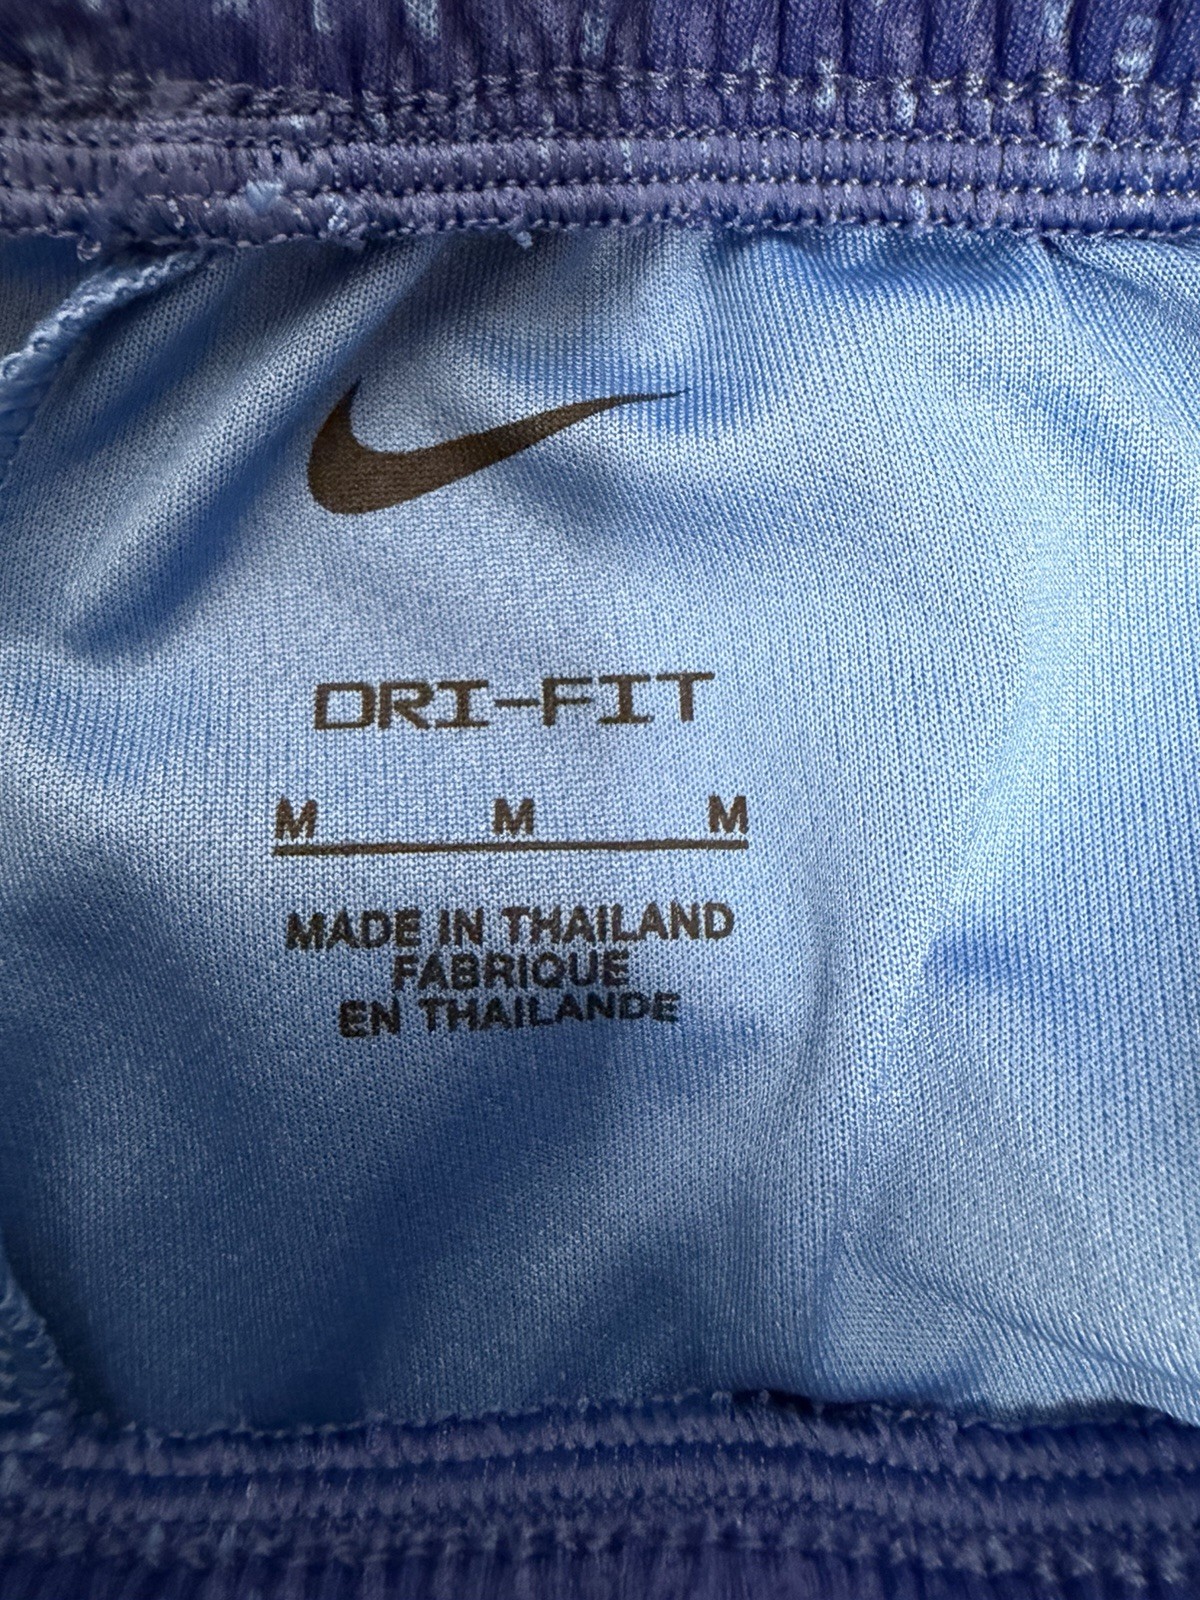 DRI-FIT
M M M
MADE IN THAILAND
FABRIQUE
EN THAILANDE